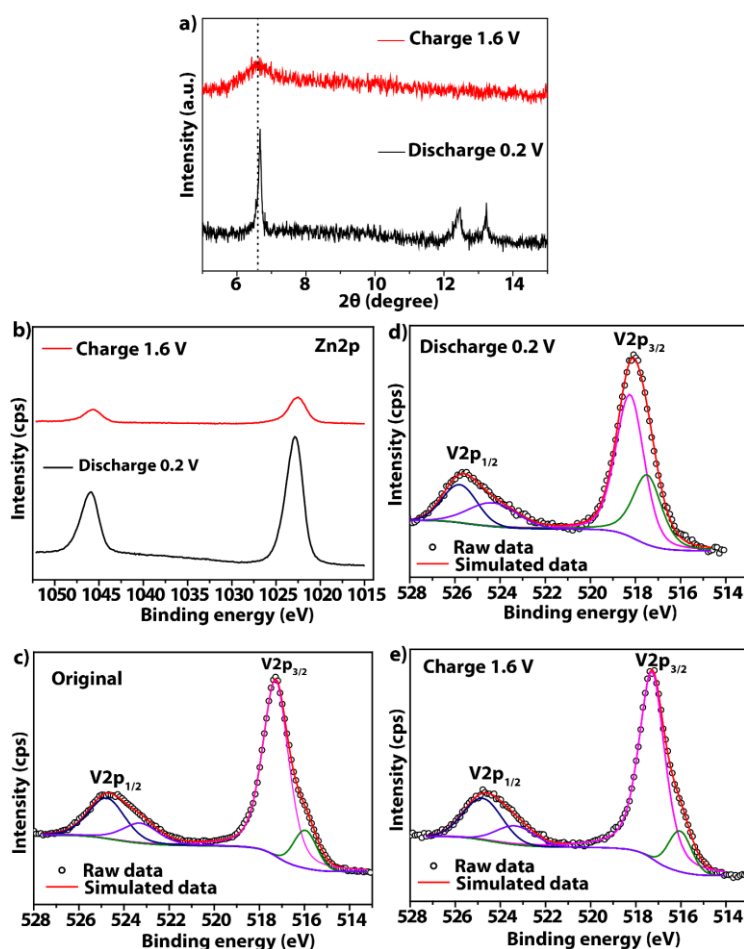 a)
Charge 1.6 V
Discharge 0.2 V
Intensity (a.u.)
6 8 10 12 14
2θ (degree)
b)
Charge 1.6 V
Zn2p
Discharge 0.2 V
Intensity (cps)
1050 1045 1040 1035 1030 1025 1020 1015
Binding energy (eV)
d)
Discharge 0.2 V
V2p3/2
V2p1/2
Intensity (cps)
Raw data
Simulated data
528 526 524 522 520 518 516 514
Binding energy (eV)
c)
Original
V2p3/2
V2p1/2
Intensity (cps)
Raw data
Simulated data
528 526 524 522 520 518 516 514
Binding energy (eV)
e)
Charge 1.6 V
V2p3/2
V2p1/2
Intensity (cps)
Raw data
Simulated data
528 526 524 522 520 518 516 514
Binding energy (eV)